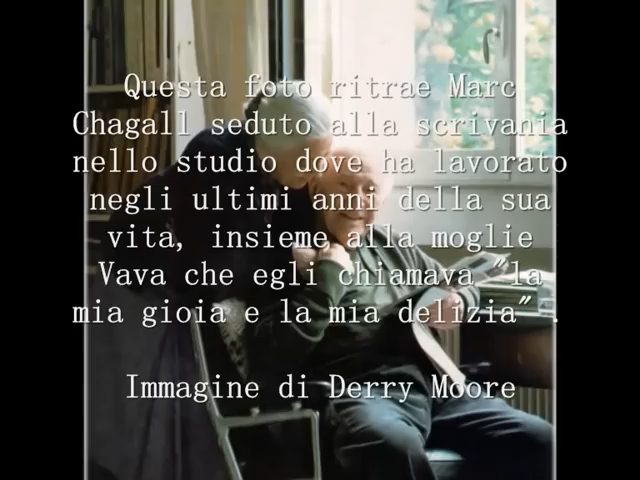 Questa foto ritrae Marc
Chagall seduto alla scrivania
nello studio dove ha lavorato
negli ultimi anni della sua
vita, insieme alla moglie
Vava che egli chiamava "la
mia gioia e la mia delizia" .
Immagine di Derry Moore